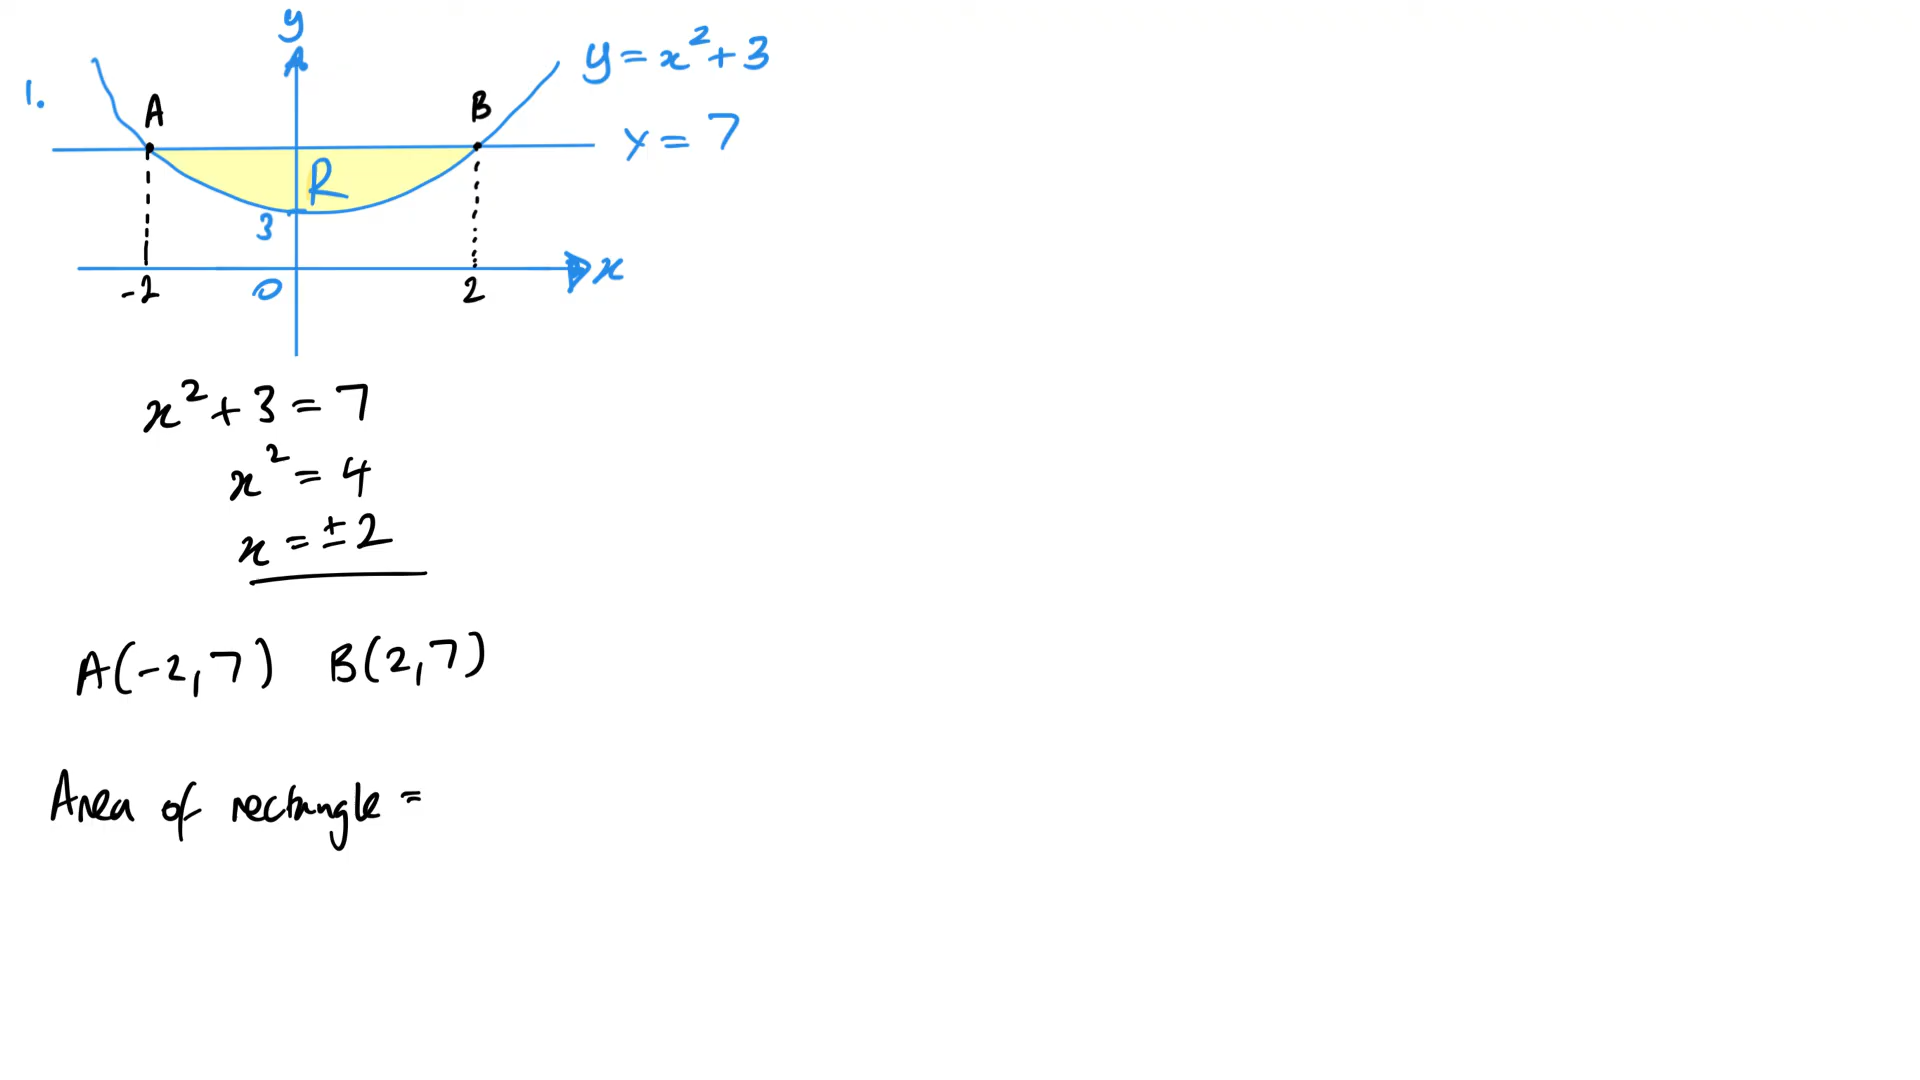 1.
y
y = x² + 3
A
B
y = 7
R
3
x
-2
0
2
x² + 3 = 7
x² = 4
x = ±2
A(-2,7) B(2,7)
Area of rectangle =